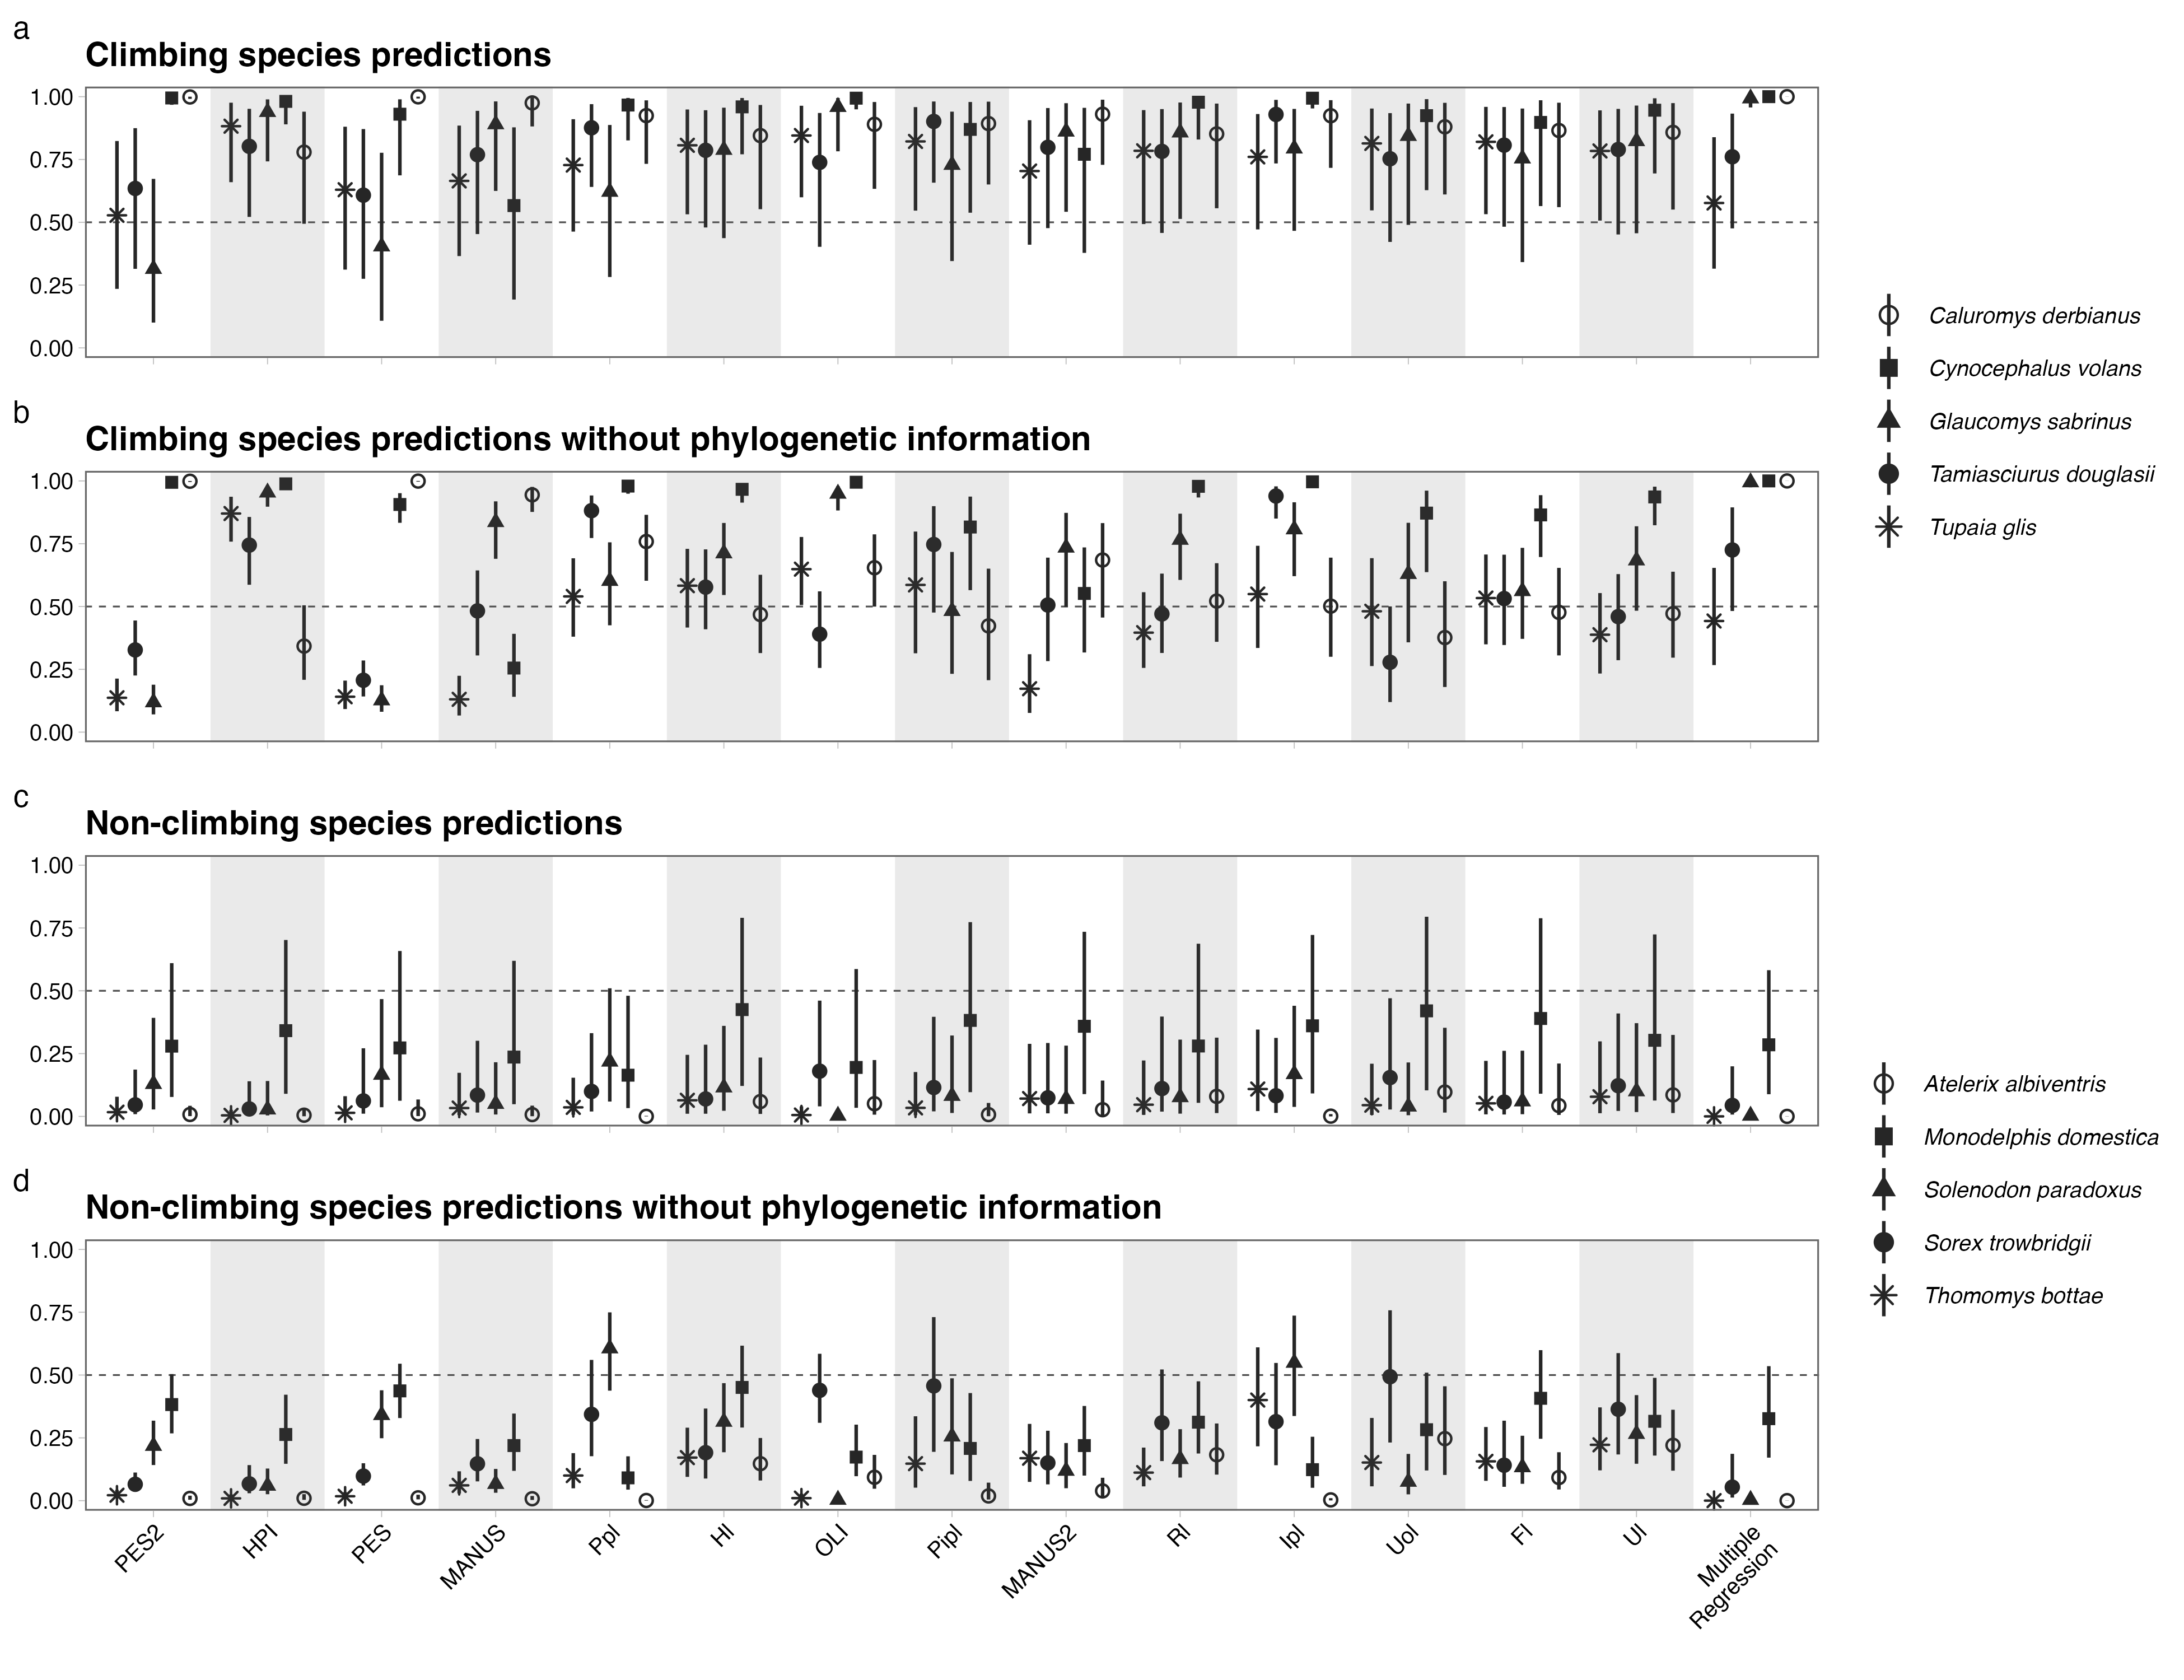 a
Climbing species predictions
1.00
0.75
0.50
0.25
0.00
Caluromys derbianus
Cynocephalus volans
Glaucomys sabrinus
Tamiasciurus douglasii
Tupaia glis
b
Climbing species predictions without phylogenetic information
1.00
0.75
0.50
0.25
0.00
c
Non-climbing species predictions
1.00
0.75
0.50
0.25
0.00
Atelerix albiventris
Monodelphis domestica
Solenodon paradoxus
Sorex trowbridgii
Thomomys bottae
d
Non-climbing species predictions without phylogenetic information
1.00
0.75
0.50
0.25
0.00
PES2
HPI
PES
MANUS
PpI
HI
OLI
PipI
MANUS2
RI
IpI
UoI
FI
UI
Multiple
Regression